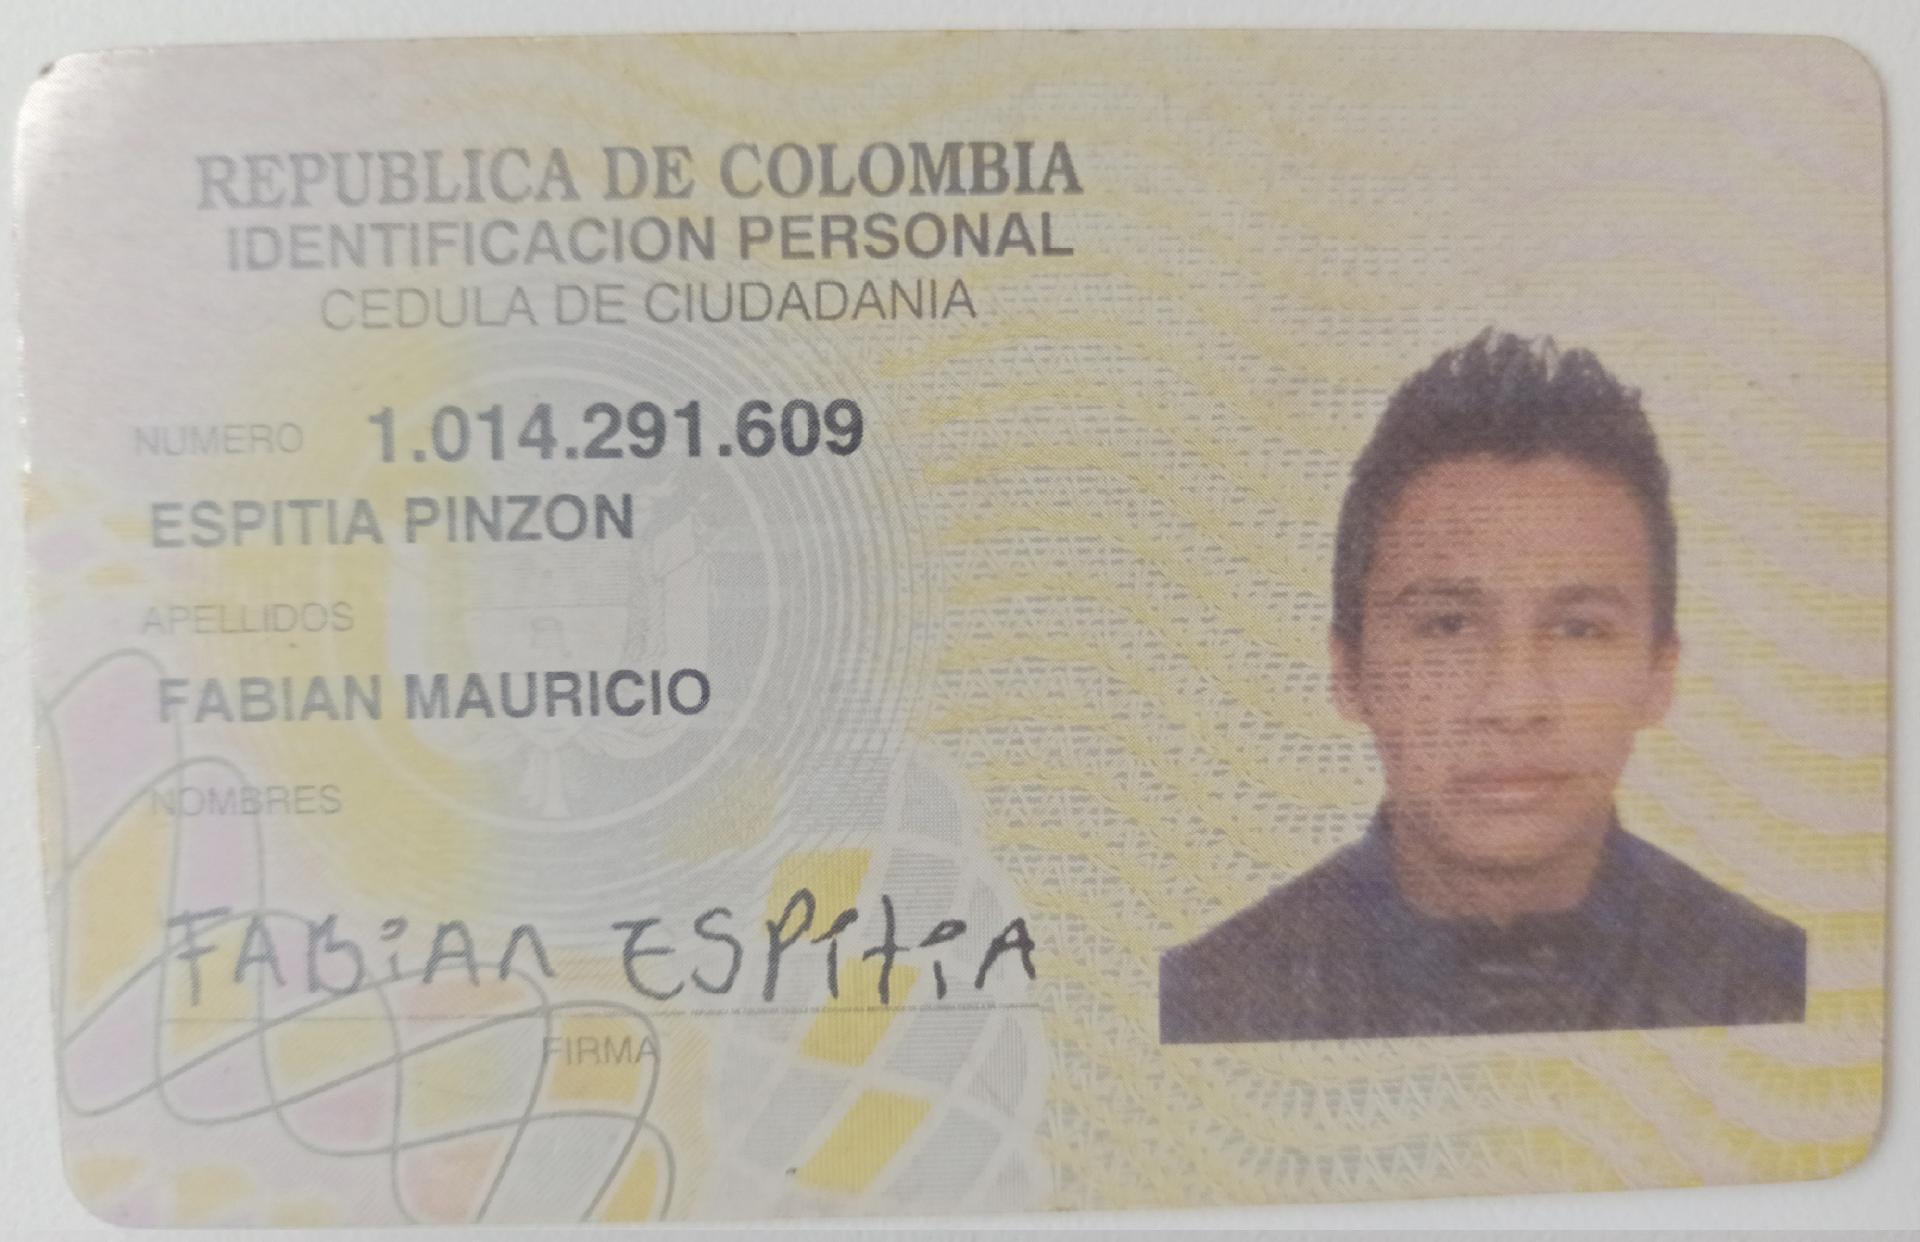 REPUBLICA DE COLOMBIA
IDENTIFICACION PERSONAL
CEDULA DE CIUDADANIA
NUMERO 1.014.291.609
ESPITIA PINZON
APELLIDOS
FABIAN MAURICIO
NOMBRES
FABiAn ESPitiA
FIRMA